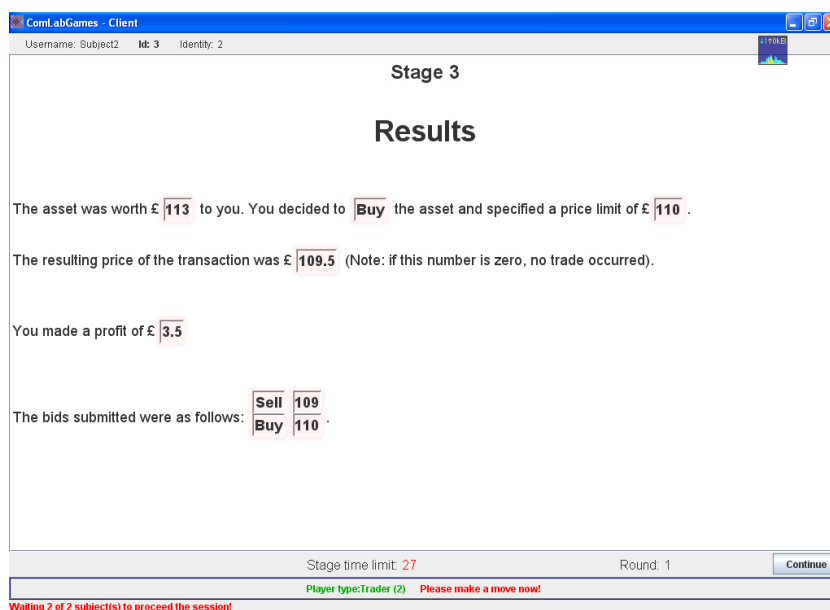 ComLabGames - Client
Username: Subject2 Id: 3 Identity: 2
↓1↑0kB
Stage 3
Results
The asset was worth £ 113 to you. You decided to Buy the asset and specified a price limit of £ 110 .
The resulting price of the transaction was £ 109.5 (Note: if this number is zero, no trade occurred).
You made a profit of £ 3.5
The bids submitted were as follows: Sell 109
Buy 110 .
Stage time limit: 27 Round: 1 Continue
Player type:Trader (2) Please make a move now!
Waiting 2 of 2 subject(s) to proceed the session!